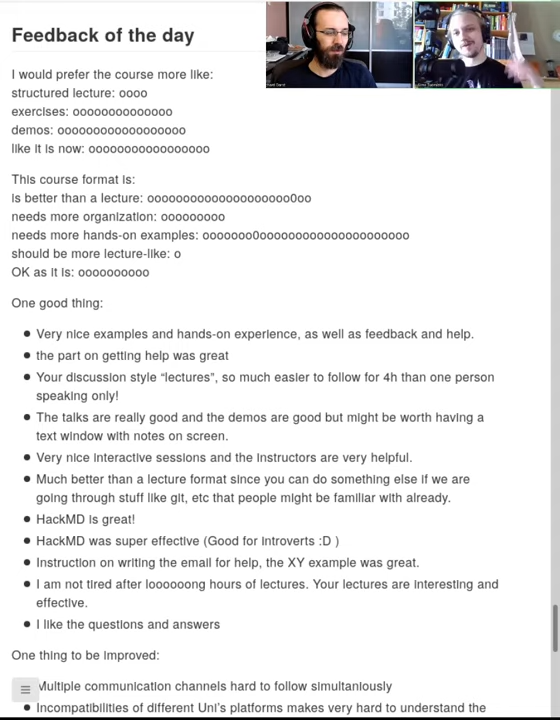 Feedback of the day
I would prefer the course more like:
structured lecture: oooo
exercises: oooooooooooooo
demos: oooooooooooooooooo
like it is now: ooooooooooooooooo
This course format is:
is better than a lecture: oooooooooooooooooooo0oo
needs more organization: ooooooooo
needs more hands-on examples: ooooooo0ooooooooooooooooooooo
should be more lecture-like: o
OK as it is: oooooooooo
One good thing:
Very nice examples and hands-on experience, as well as feedback and help.
the part on getting help was great
Your discussion style “lectures”, so much easier to follow for 4h than one person
speaking only!
The talks are really good and the demos are good but might be worth having a
text window with notes on screen.
Very nice interactive sessions and the instructors are very helpful.
Much better than a lecture format since you can do something else if we are
going through stuff like git, etc that people might be familiar with already.
HackMD is great!
HackMD was super effective (Good for introverts :D )
Instruction on writing the email for help, the XY example was great.
I am not tired after loooooong hours of lectures. Your lectures are interesting and
effective.
I like the questions and answers
One thing to be improved:
Multiple communication channels hard to follow simultaniously
Incompatibilities of different Uni's platforms makes very hard to understand the